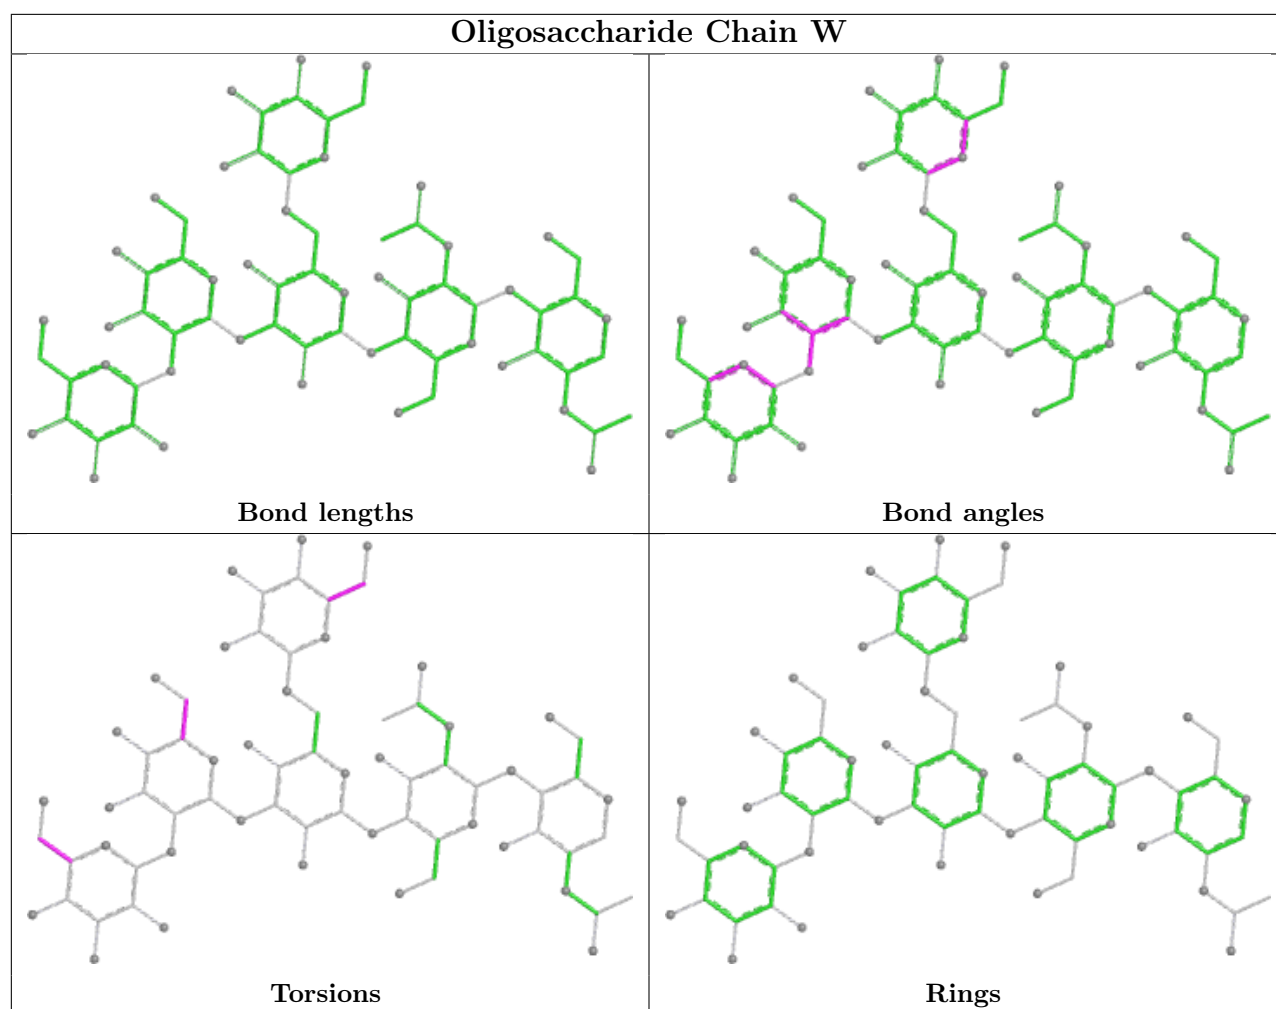 Oligosaccharide Chain W
Bond lengths
Bond angles
Torsions
Rings